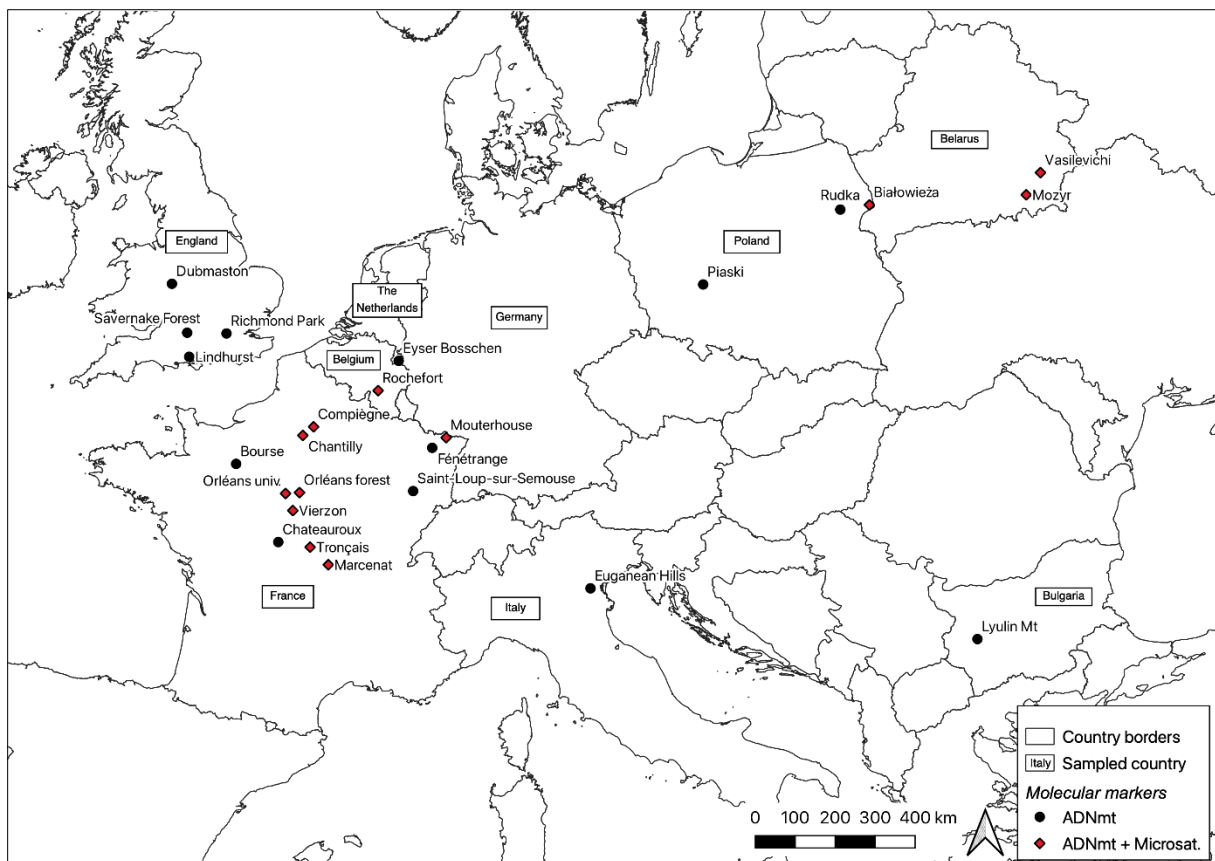 Belarus
Vasilevichi
Rudka
Białowieża
Mozyr
England
Poland
Dubmaston
Piaski
The
Netherlands
Savernake Forest
Richmond Park
Germany
Lindhurst
Belgium
Eyser Bosschen
Rochefort
Compiègne
Chantilly
Mouterhouse
Bourse
Fénétrange
Orléans univ.
Orléans forest
Saint-Loup-sur-Semouse
Vierzon
Chateauroux
Tronçais
Marcenat
Euganean Hills
France
Italy
Bulgaria
Lyulin Mt
Country borders
Italy
Sampled country
Molecular markers
ADNmt
ADNmt + Microsat.
0 100 200 300 400 km